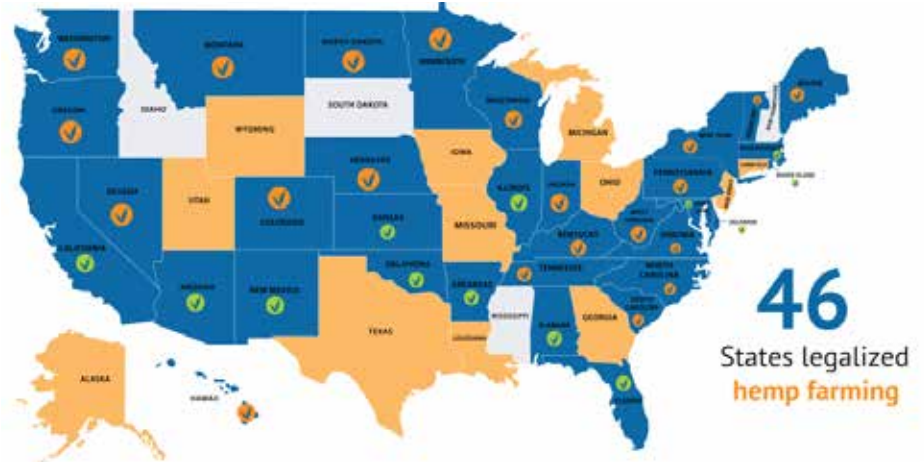 WASHINGTON
MONTANA
NORTH DAKOTA
MINNESOTA
MAINE
OREGON
IDAHO
SOUTH DAKOTA
WISCONSIN
WYOMING
MICHIGAN
NEW YORK
IOWA
NEBRASKA
PENNSYLVANIA
RHODE ISLAND
NEVADA
UTAH
COLORADO
ILLINOIS
INDIANA
OHIO
KANSAS
MISSOURI
KENTUCKY
VIRGINIA
DELAWARE
CALIFORNIA
ARIZONA
NEW MEXICO
OKLAHOMA
ARKANSAS
TENNESSEE
NORTH
CAROLINA
TEXAS
LOUISIANA
MISSISSIPPI
ALABAMA
GEORGIA
ALASKA
HAWAII
FLORIDA
46
States legalized
hemp farming